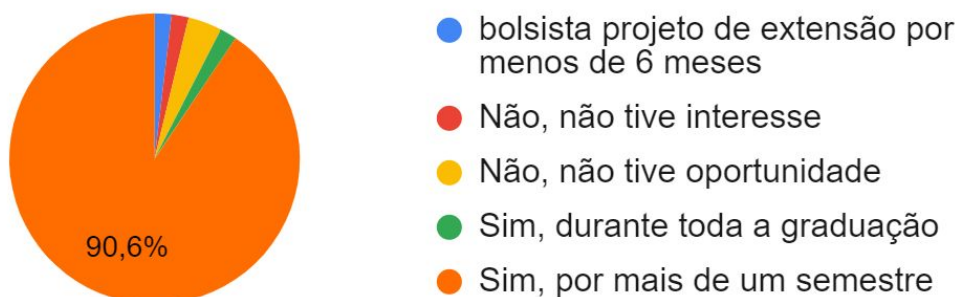 bolsista projeto de extensão por
menos de 6 meses
Não, não tive interesse
Não, não tive oportunidade
Sim, durante toda a graduação
90,6%
Sim, por mais de um semestre